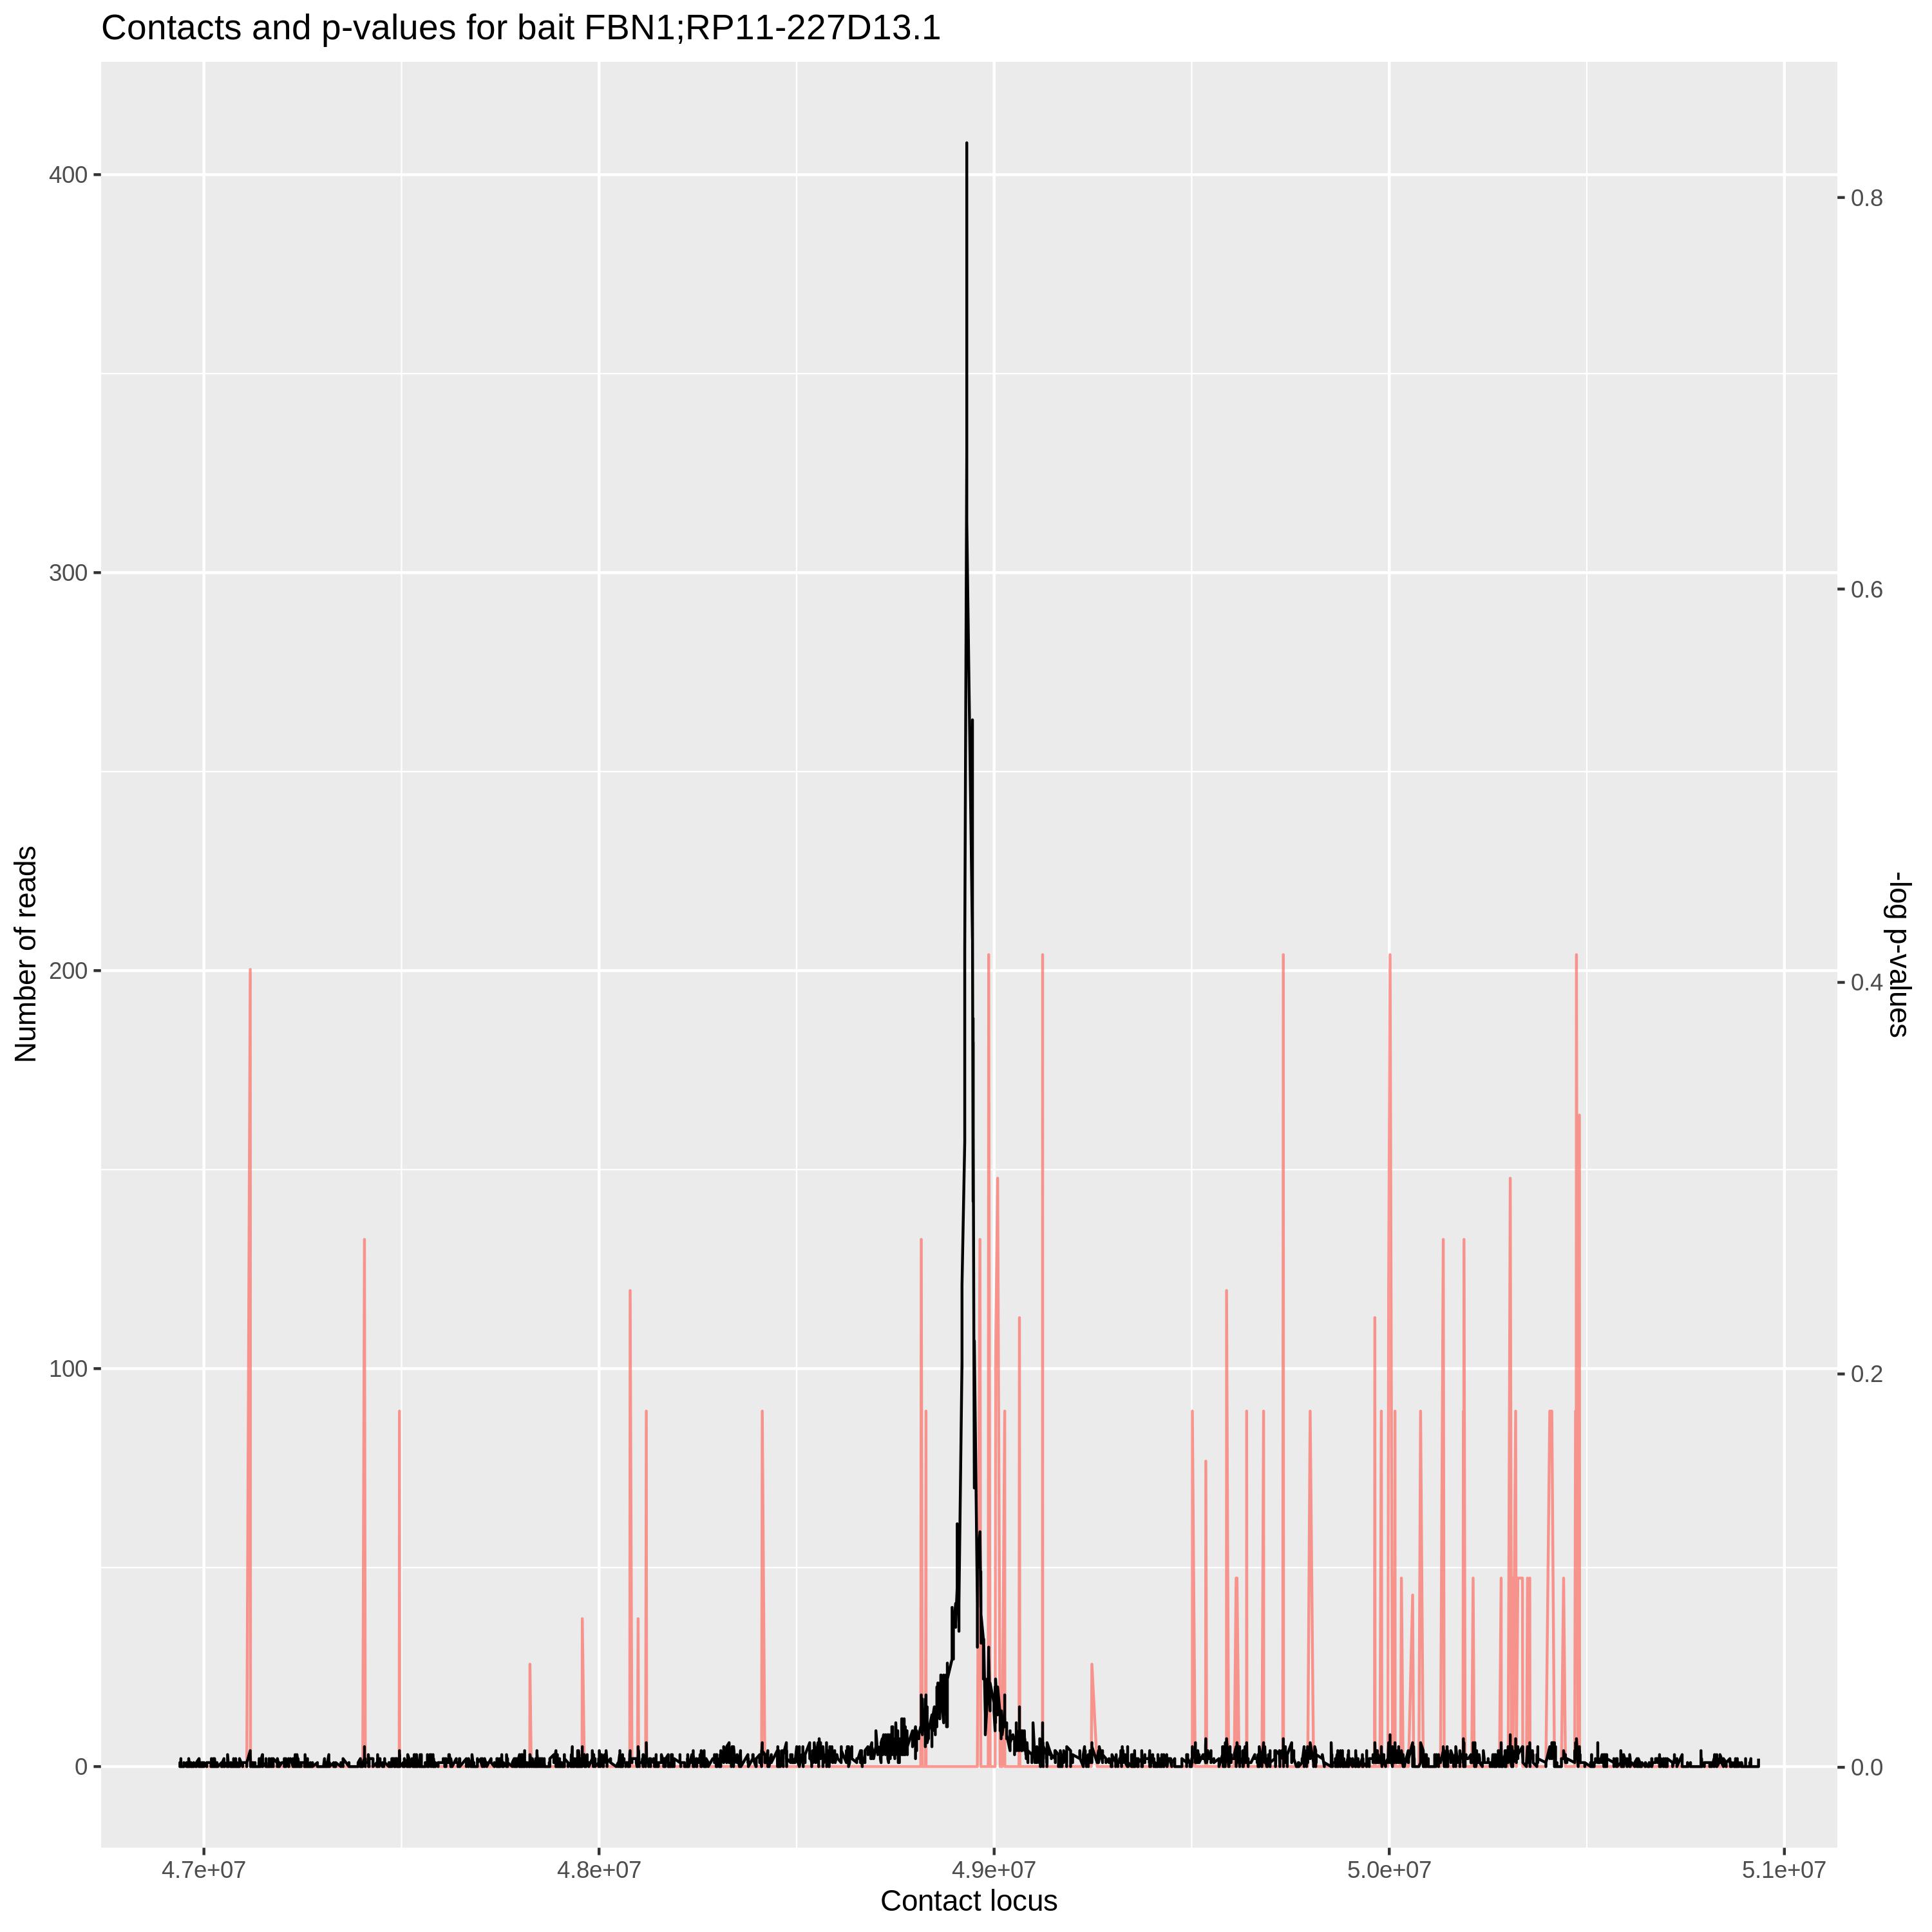 Contacts and p-values for bait FBN1;RP11-227D13.1
400
300
200
100
0
Number of reads
0.8
0.6
0.4
0.2
0.0
-log p-values
4.7e+07
4.8e+07
4.9e+07
5.0e+07
5.1e+07
Contact locus